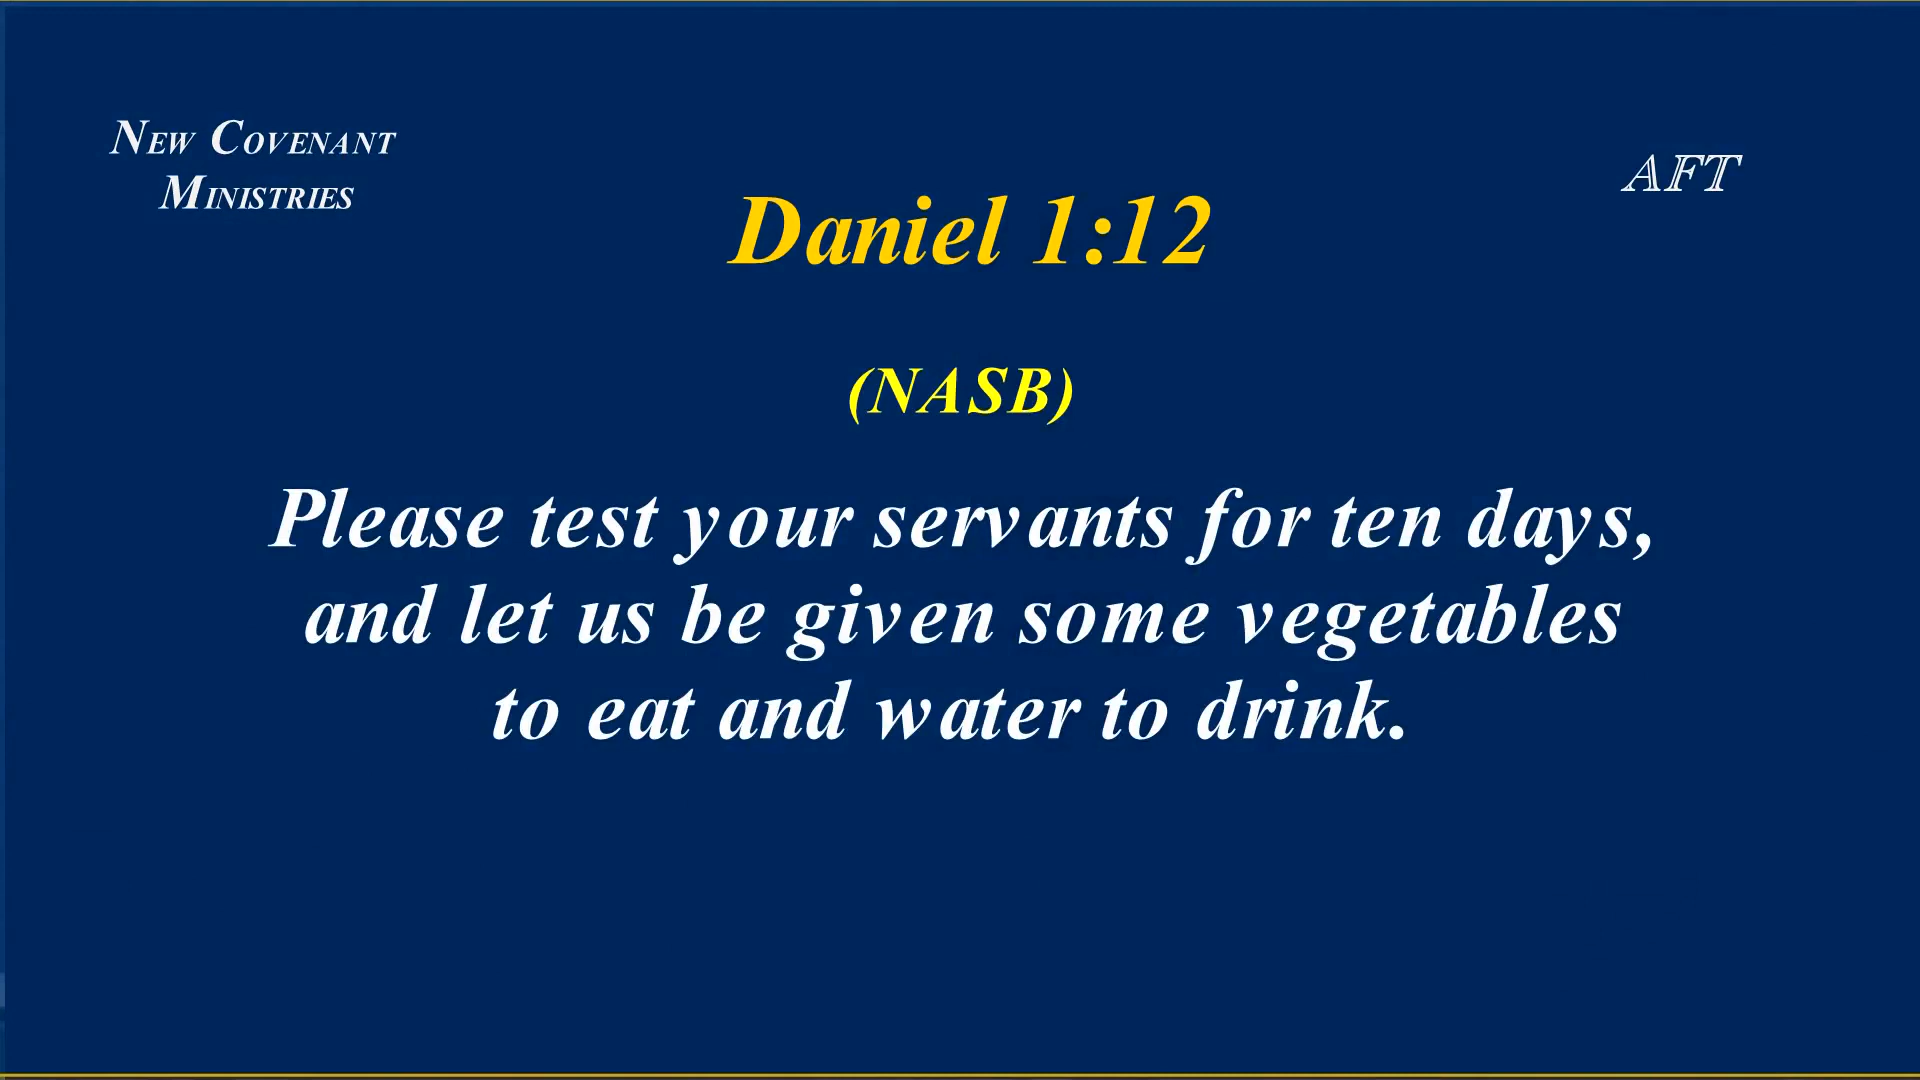 New Covenant
Ministries
AFT
Daniel 1:12
(NASB)
Please test your servants for ten days,
and let us be given some vegetables
to eat and water to drink.